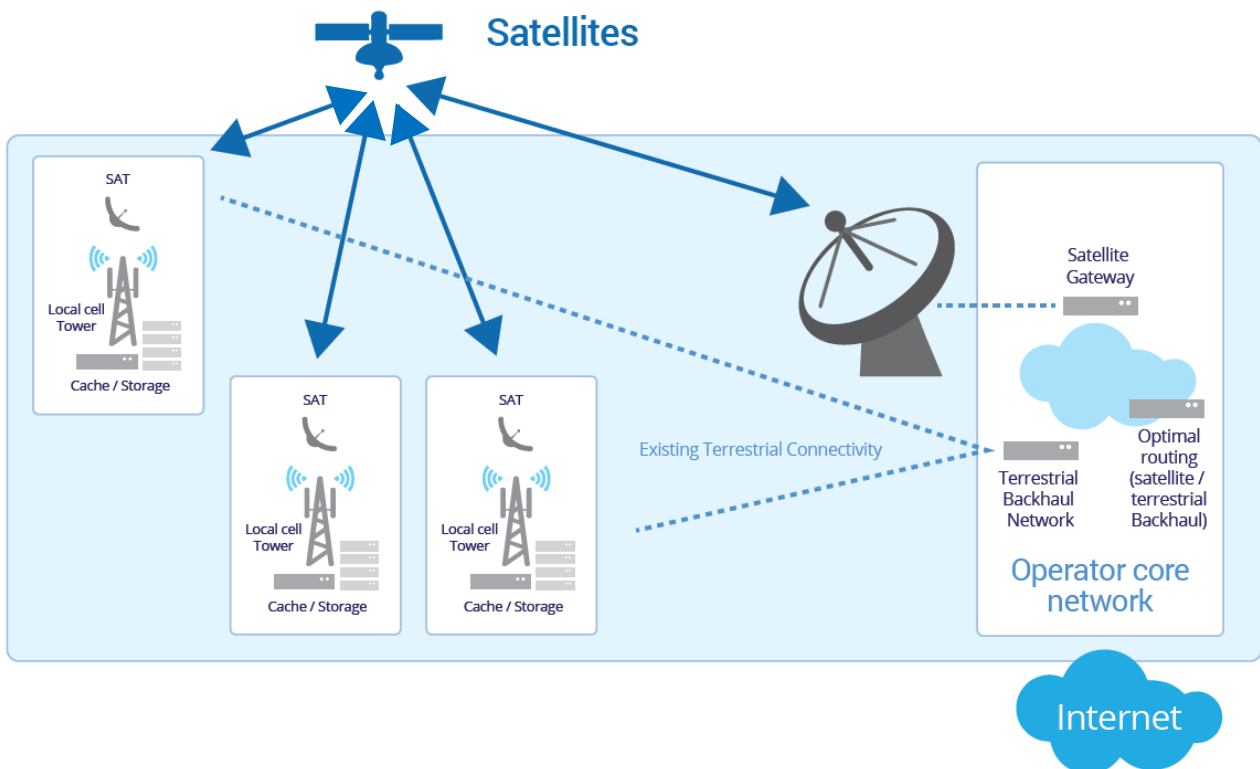 Satellites
SAT
Local cell
Tower
Cache / Storage
SAT
Local cell
Tower
Cache / Storage
SAT
Local cell
Tower
Cache / Storage
Existing Terrestrial Connectivity
Satellite
Gateway
Terrestrial
Backhaul
Network
Optimal
routing
(satellite /
terrestrial
Backhaul)
Operator core
network
Internet